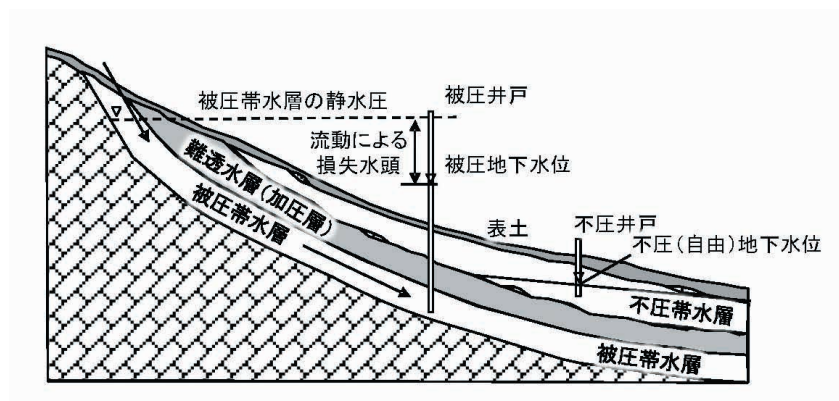 被圧帯水層の静水圧
被圧井戸
流動による
損失水頭
被圧地下水位
難透水層(加圧層)
被圧帯水層
表土
不圧井戸
不圧(自由)地下水位
不圧帯水層
被圧帯水層